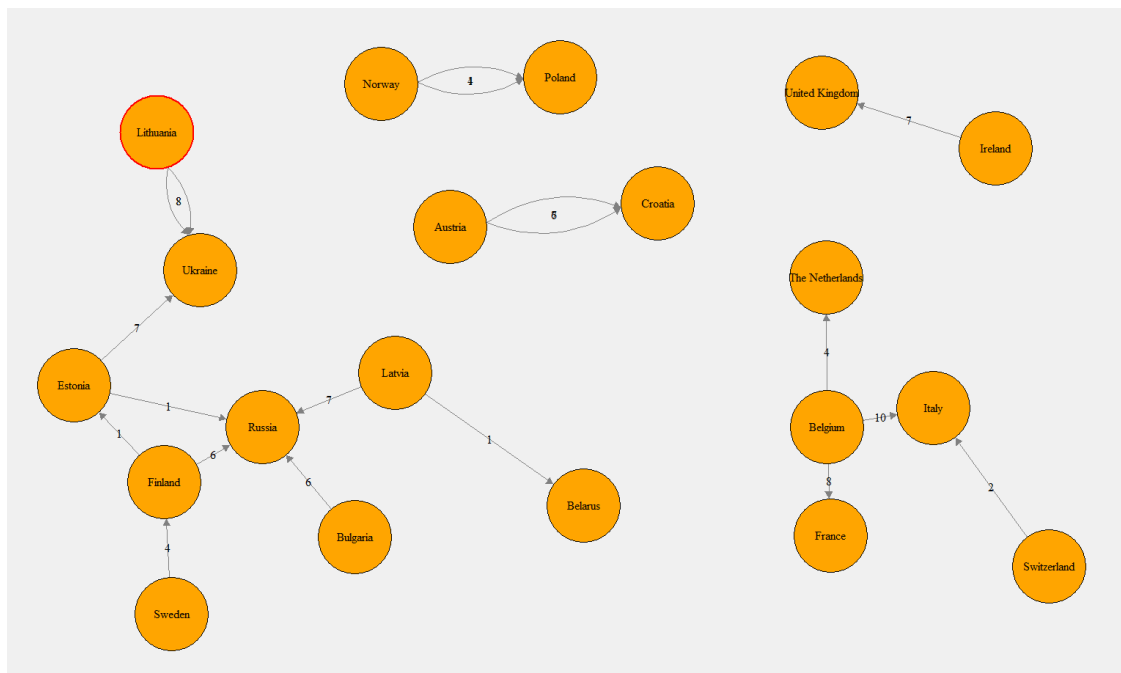 Norway
Poland
United Kingdom
7
Ireland
Lithuania
8
Ukraine
Austria
Croatia
The Netherlands
7
4
Estonia
1
Latvia
7
Russia
1
Belgium
10
Italy
1
6
Finland
6
Belarus
8
2
Bulgaria
France
4
Switzerland
Sweden